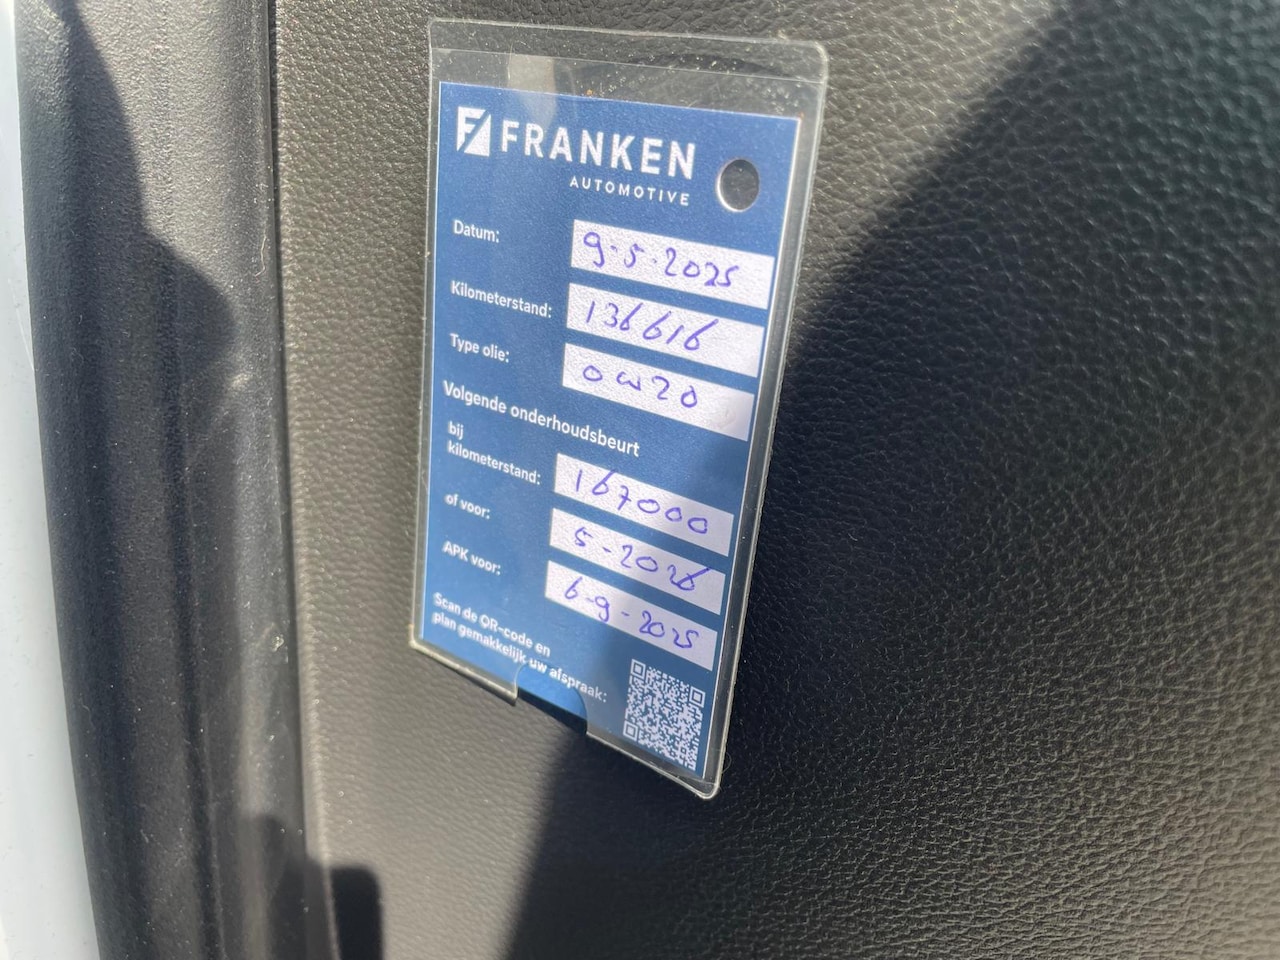 FRANKEN
AUTOMOTIVE
Datum: 9-5-2025
Kilometerstand: 136616
Type olie: 0W20
Volgende onderhoudsbeurt
bij
kilometerstand: 167000
of voor: 5-2026
APK voor: 6-9-2025
Scan de QR-code en
plan gemakkelijk uw afspraak: